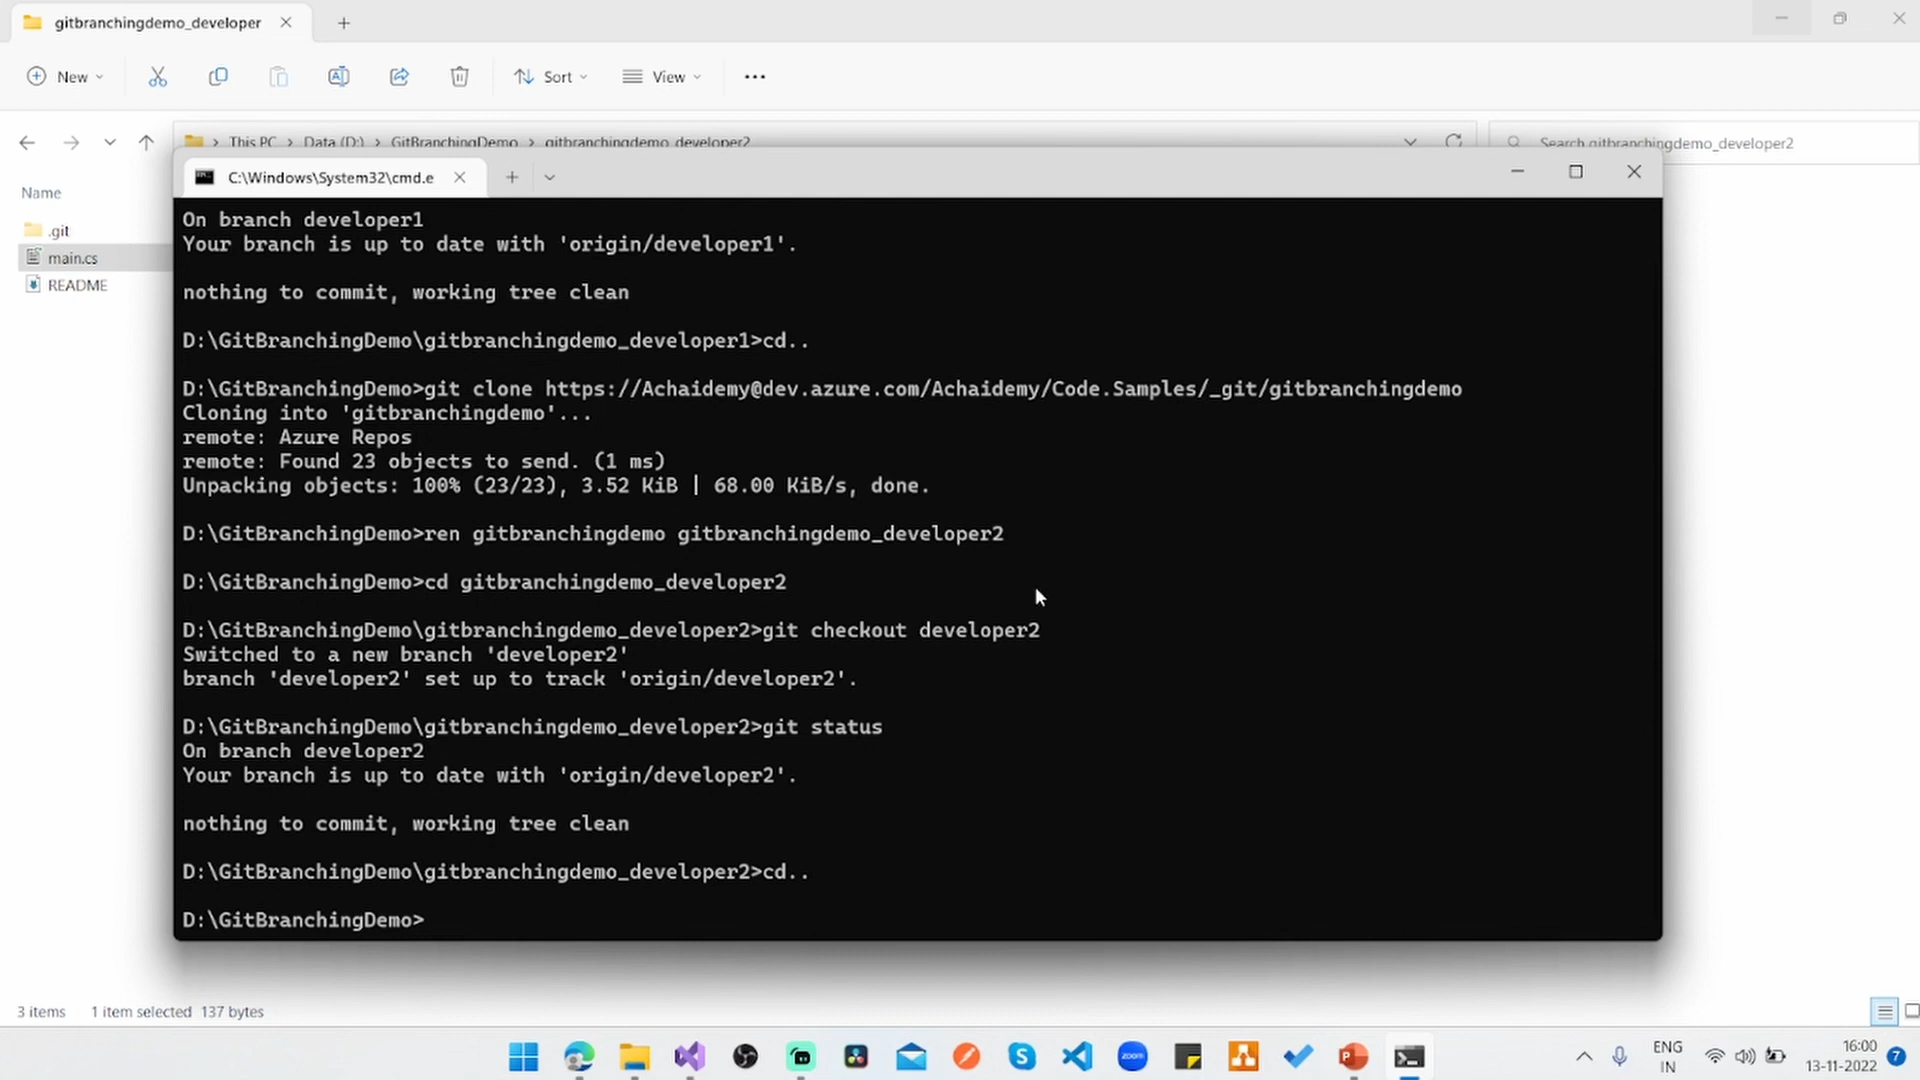 gitbranchingdemo_developer
New
Sort
View
This PC > Data (D:) > GitBranchingDemo > gitbranchingdemo_developer2
Search gitbranchingdemo_developer2
Name
.git
main.cs
README
C:\Windows\System32\cmd.e
On branch developer1
Your branch is up to date with 'origin/developer1'.
nothing to commit, working tree clean
D:\GitBranchingDemo\gitbranchingdemo_developer1>cd..
D:\GitBranchingDemo>git clone https://Achaidemy@dev.azure.com/Achaidemy/Code.Samples/_git/gitbranchingdemo
Cloning into 'gitbranchingdemo'...
remote: Azure Repos
remote: Found 23 objects to send. (1 ms)
Unpacking objects: 100% (23/23), 3.52 KiB | 68.00 KiB/s, done.
D:\GitBranchingDemo>ren gitbranchingdemo gitbranchingdemo_developer2
D:\GitBranchingDemo>cd gitbranchingdemo_developer2
D:\GitBranchingDemo\gitbranchingdemo_developer2>git checkout developer2
Switched to a new branch 'developer2'
branch 'developer2' set up to track 'origin/developer2'.
D:\GitBranchingDemo\gitbranchingdemo_developer2>git status
On branch developer2
Your branch is up to date with 'origin/developer2'.
nothing to commit, working tree clean
D:\GitBranchingDemo\gitbranchingdemo_developer2>cd..
D:\GitBranchingDemo>
3 items 1 item selected 137 bytes
zoom
ENG
IN
16:00
13-11-2022
7